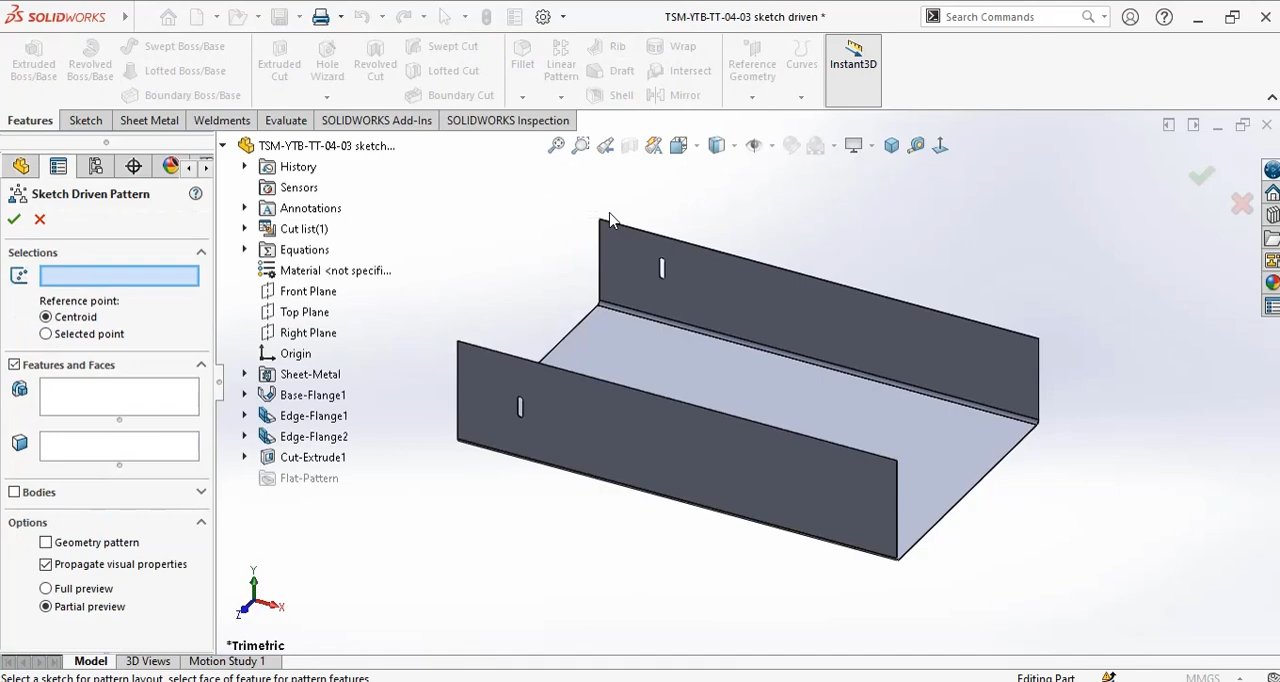 SOLIDWORKS
TSM-YTB-TT-04-03 sketch driven *
Search Commands
Extruded Boss/Base
Revolved Boss/Base
Swept Boss/Base
Lofted Boss/Base
Boundary Boss/Base
Extruded Cut
Hole Wizard
Revolved Cut
Swept Cut
Lofted Cut
Boundary Cut
Fillet
Linear Pattern
Rib
Draft
Shell
Wrap
Intersect
Mirror
Reference Geometry
Curves
Instant3D
Features
Sketch
Sheet Metal
Weldments
Evaluate
SOLIDWORKS Add-Ins
SOLIDWORKS Inspection
Sketch Driven Pattern
Selections
Reference point:
Centroid
Selected point
Features and Faces
Bodies
Options
Geometry pattern
Propagate visual properties
Full preview
Partial preview
TSM-YTB-TT-04-03 sketch...
History
Sensors
Annotations
Cut list(1)
Equations
Material <not specifi...
Front Plane
Top Plane
Right Plane
Origin
Sheet-Metal
Base-Flange1
Edge-Flange1
Edge-Flange2
Cut-Extrude1
Flat-Pattern
Y
X
Z
*Trimetric
Model
3D Views
Motion Study 1
Select a sketch for pattern layout, select face of feature for pattern features
Editing Part
MMGS